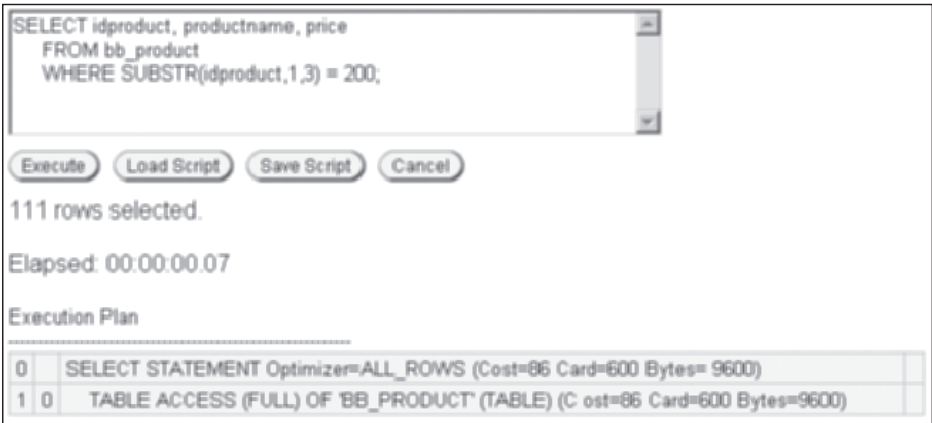 SELECT idproduct, productname, price
FROM bb_product
WHERE SUBSTR(idproduct,1,3) = 200;
Execute Load Script Save Script Cancel
111 rows selected.
Elapsed: 00:00:00.07
Execution Plan
----------------------------------------------------------
0 SELECT STATEMENT Optimizer=ALL_ROWS (Cost=86 Card=600 Bytes= 9600)
1 0 TABLE ACCESS (FULL) OF 'BB_PRODUCT' (TABLE) (C ost=86 Card=600 Bytes=9600)